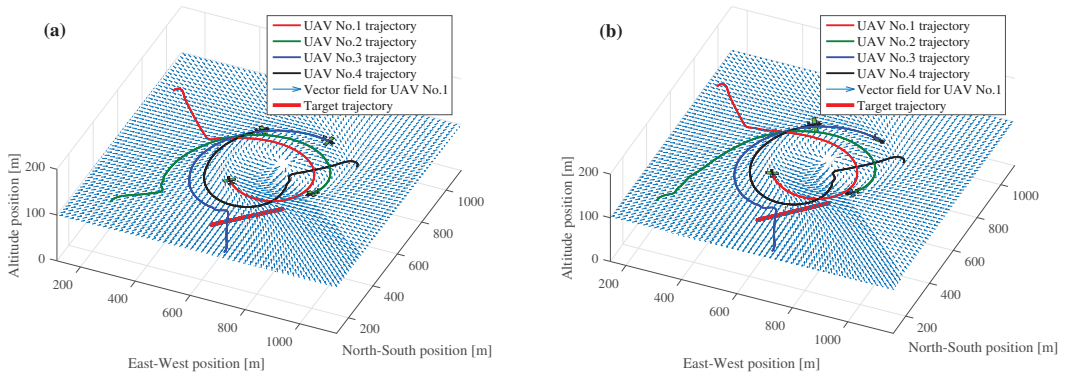 (a)
UAV No.1 trajectory
UAV No.2 trajectory
UAV No.3 trajectory
UAV No.4 trajectory
Vector field for UAV No.1
Target trajectory
Altitude position [m]
200
100
0
200
400
600
800
1000
East-West position [m]
200
400
600
800
1000
North-South position [m]
(b)
UAV No.1 trajectory
UAV No.2 trajectory
UAV No.3 trajectory
UAV No.4 trajectory
Vector field for UAV No.1
Target trajectory
Altitude position [m]
200
100
0
200
400
600
800
1000
East-West position [m]
200
400
600
800
1000
North-South position [m]